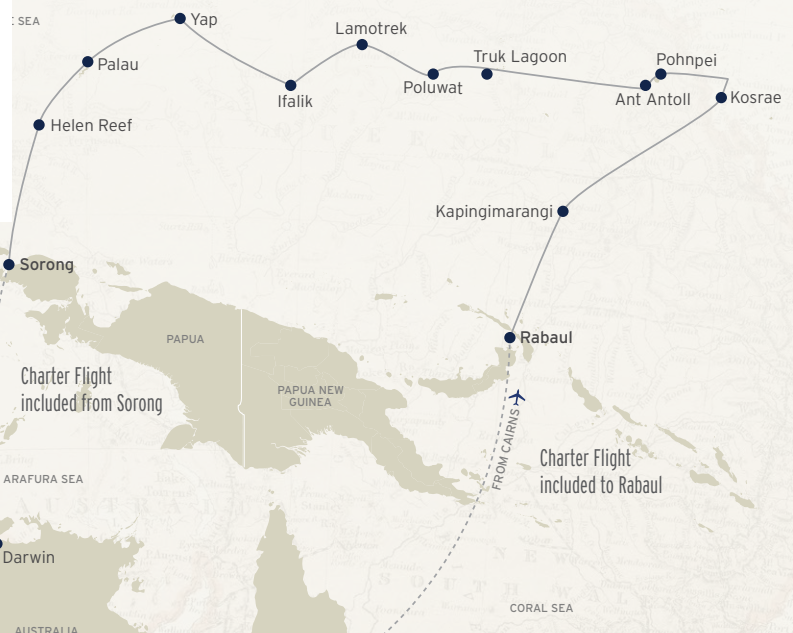 E SEA
Yap
Lamotrek
Palau
Truk Lagoon
Pohnpei
Poluwat
Ifalik
Ant Antoll
Kosrae
Helen Reef
Kapingimarangi
Sorong
Rabaul
PAPUA
Charter Flight
included from Sorong
PAPUA NEW
GUINEA
FROM CAIRNS
Charter Flight
included to Rabaul
ARAFURA SEA
Darwin
CORAL SEA
AUSTRALIA